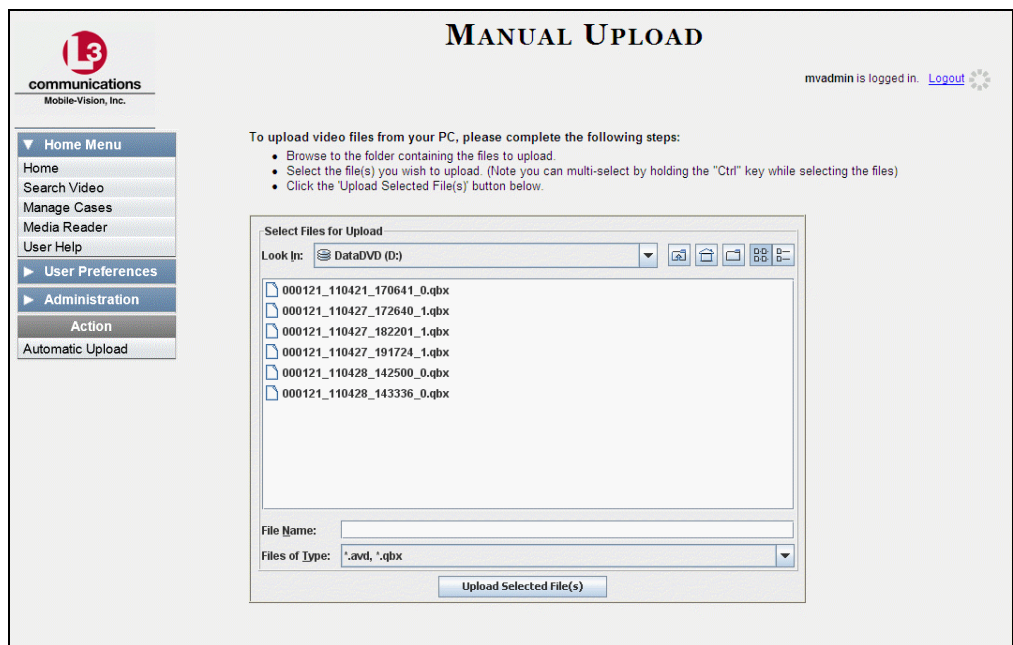 MANUAL UPLOAD
L3
communications
Mobile-Vision, Inc.
mvadmin is logged in. Logout
Home Menu
Home
Search Video
Manage Cases
Media Reader
User Help
User Preferences
Administration
Action
Automatic Upload
To upload video files from your PC, please complete the following steps:
• Browse to the folder containing the files to upload.
• Select the file(s) you wish to upload. (Note you can multi-select by holding the "Ctrl" key while selecting the files)
• Click the 'Upload Selected File(s)' button below.
Select Files for Upload
Look In: DataDVD (D:)
000121_110421_170641_0.qbx
000121_110427_172640_1.qbx
000121_110427_182201_1.qbx
000121_110427_191724_1.qbx
000121_110428_142500_0.qbx
000121_110428_143336_0.qbx
File Name:
Files of Type: *.avd, *.qbx
Upload Selected File(s)